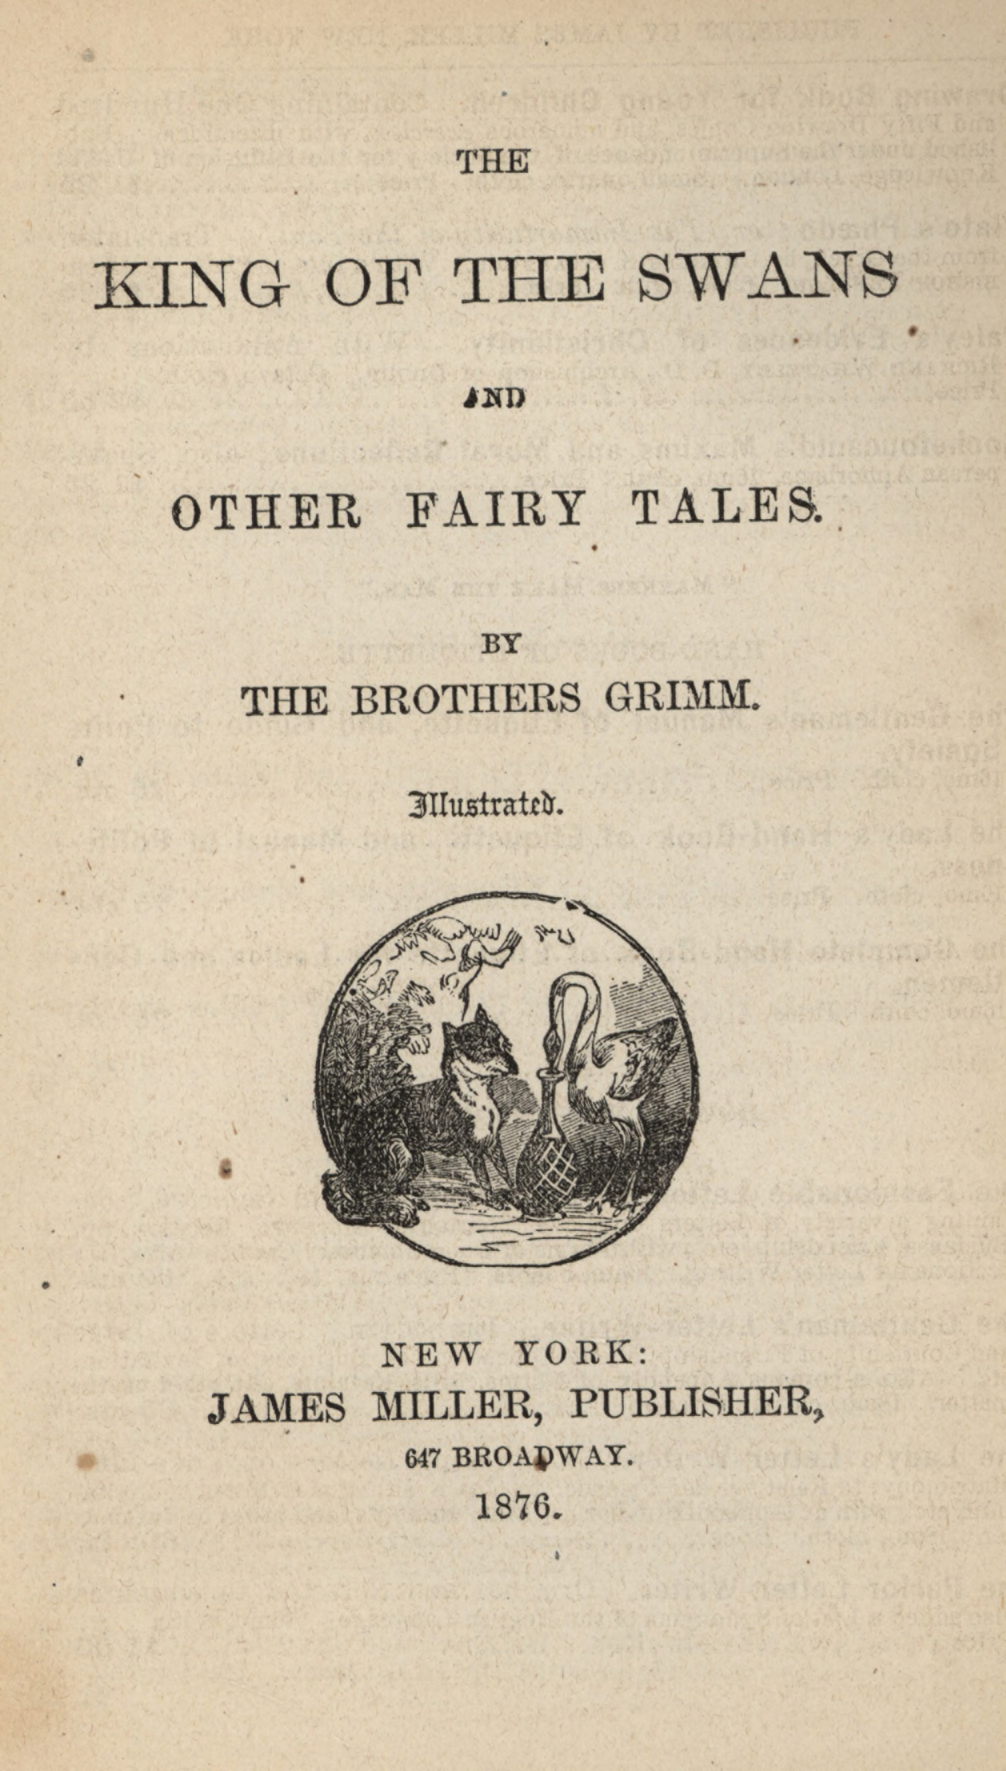 THE
KING OF THE SWANS
AND
OTHER FAIRY TALES.
BY
THE BROTHERS GRIMM.
Illustrated.
NEW YORK:
JAMES MILLER, PUBLISHER,
647 BROADWAY.
1876.